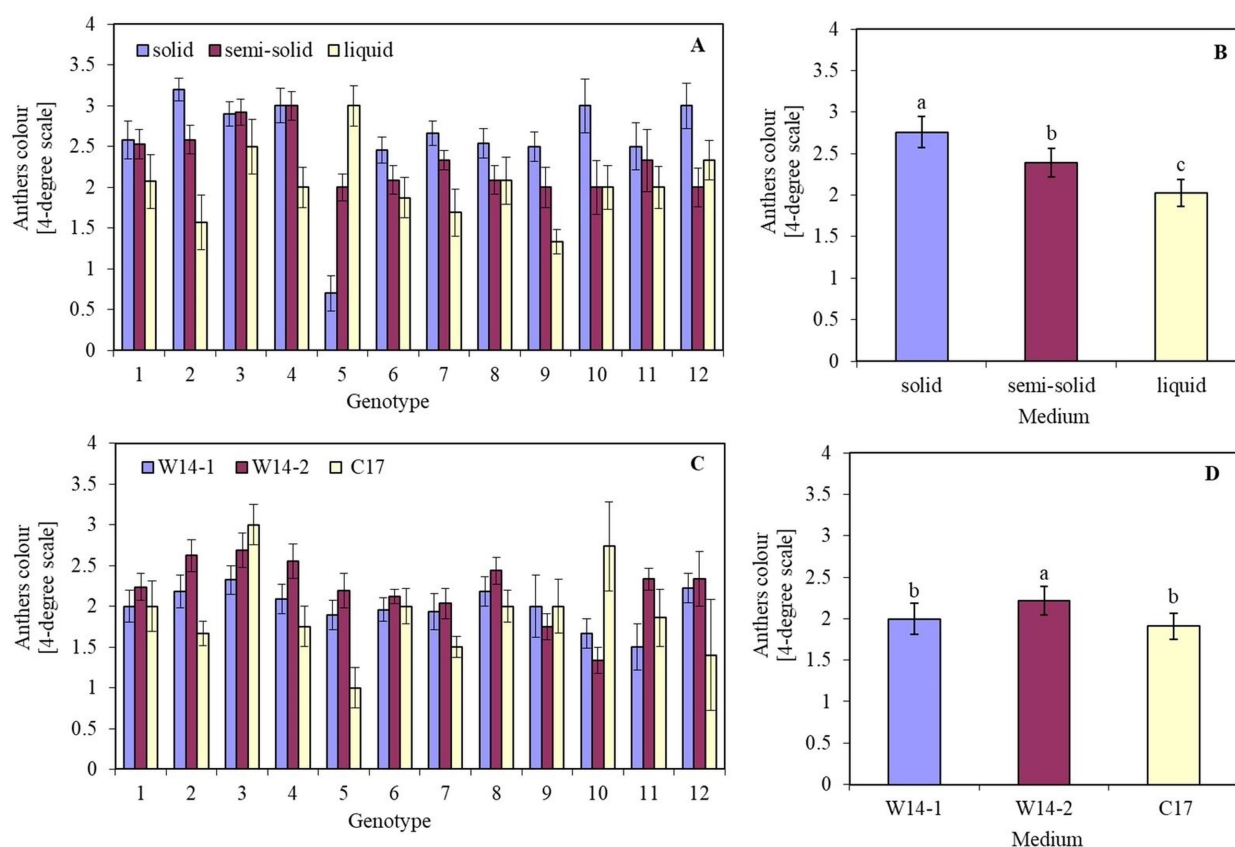 A
solid semi-solid liquid
Anthers colour
[4-degree scale]
4
3.5
3
2.5
2
1.5
1
0.5
0
1 2 3 4 5 6 7 8 9 10 11 12
Genotype
B
Anthers colour
[4-degree scale]
4
3.5
3
2.5
2
1.5
1
0.5
0
a b c
solid semi-solid liquid
Medium
C
W14-1 W14-2 C17
Anthers colour
[4-degree scale]
4
3.5
3
2.5
2
1.5
1
0.5
0
1 2 3 4 5 6 7 8 9 10 11 12
Genotype
D
Anthers colour
[4-degree scale]
4
3.5
3
2.5
2
1.5
1
0.5
0
b a b
W14-1 W14-2 C17
Medium